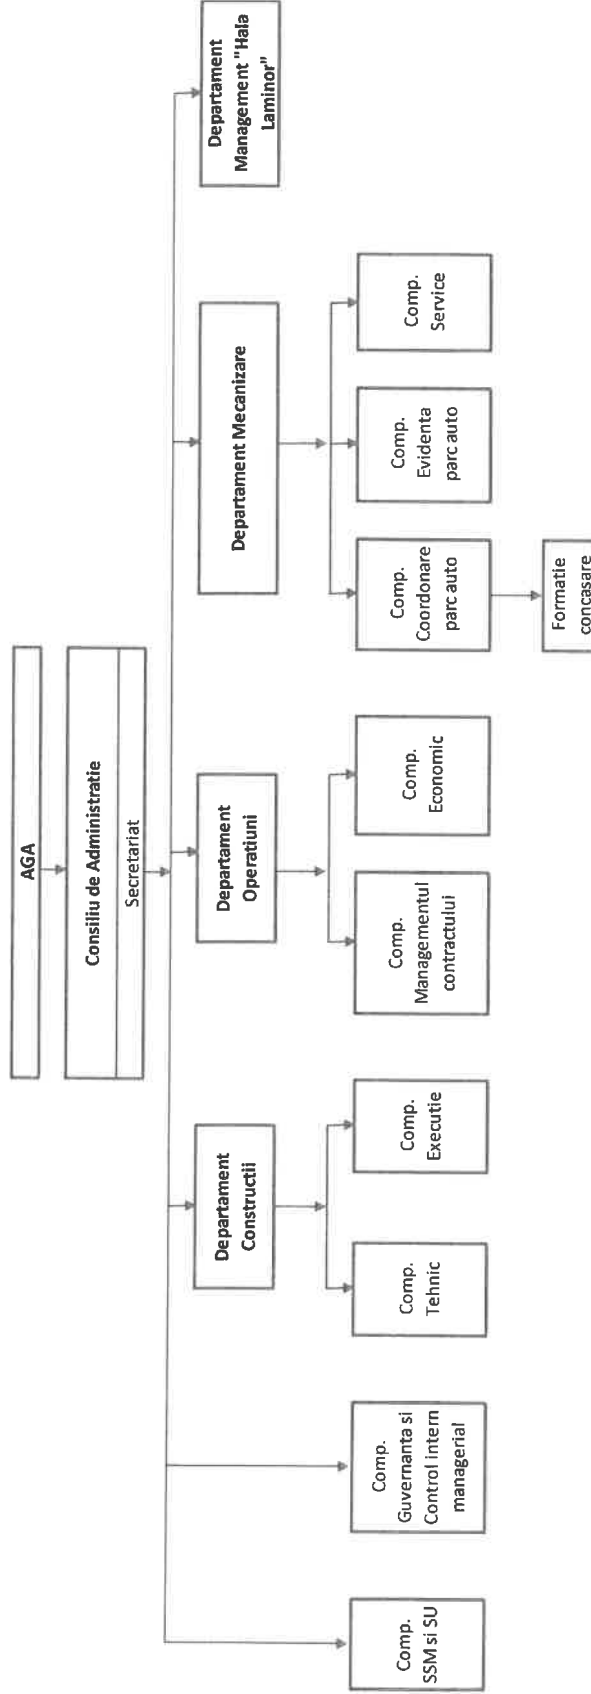 AGA
Consiliu de Administratie
Secretariat
Departament
Constructii
Departament
Operatiuni
Departament Mecanizare
Departament
Management "Hala
Laminor"
Comp.
SSM si SU
Comp.
Guvernanta si
Control intern
managerial
Comp.
Tehnic
Comp.
Executie
Comp.
Managementul
contractului
Comp.
Economic
Comp.
Coordonare
parc auto
Comp.
Evidenta
parc auto
Comp.
Service
Formatie
concasare